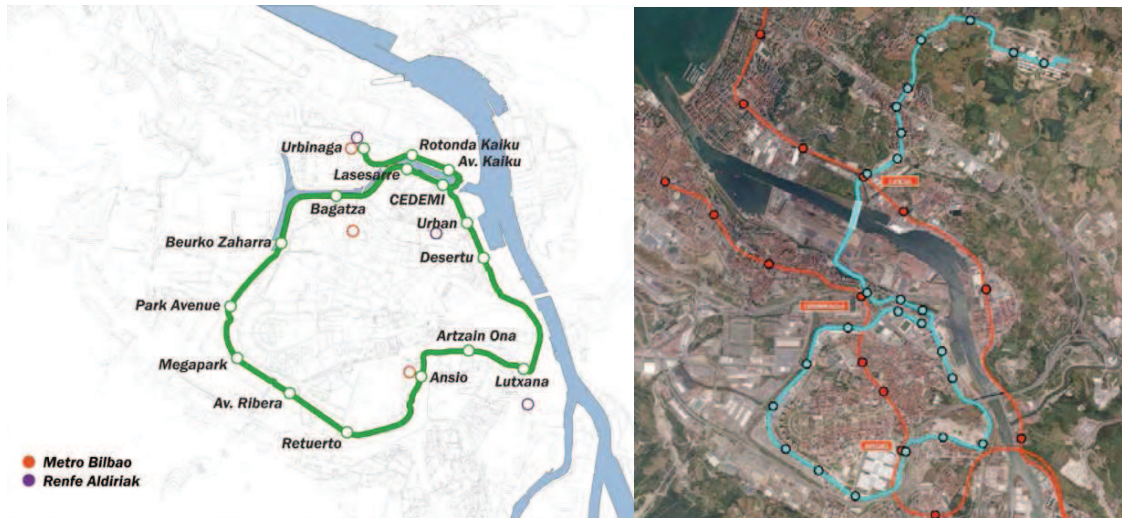 Urbinaga
Rotonda Kaiku
Av. Kaiku
Lasesarre
CEDEMI
Bagatza
Urban
Beurko Zaharra
Desertu
Park Avenue
Artzain Ona
Megapark
Lutxana
Ansio
Av. Ribera
Retuerto
Metro Bilbao
Renfe Aldiriak